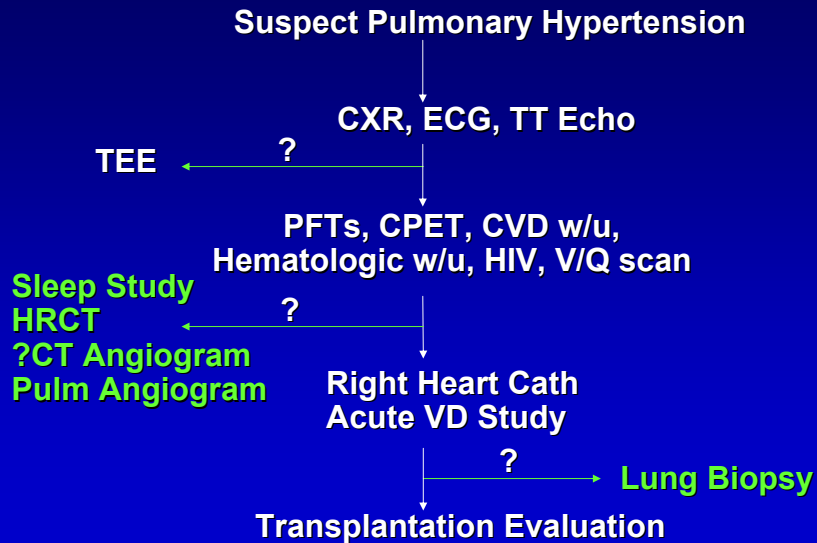 Suspect Pulmonary Hypertension
CXR, ECG, TT Echo
?
TEE
PFTs, CPET, CVD w/u,
Hematologic w/u, HIV, V/Q scan
?
Sleep Study
HRCT
?CT Angiogram
Pulm Angiogram
Right Heart Cath
Acute VD Study
?
Lung Biopsy
Transplantation Evaluation